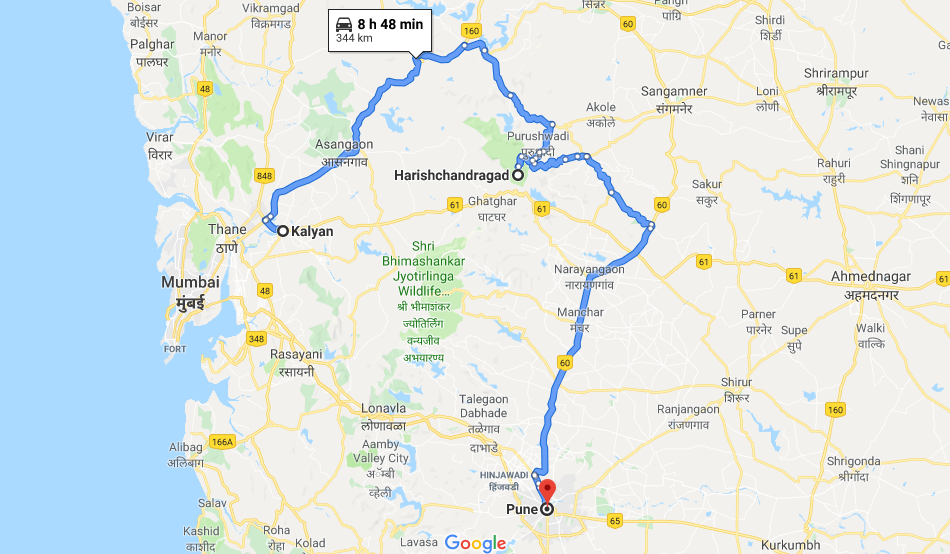 Boisar
बोईसर
Vikramgad
विक्रमगड
सिन्नर
Pangri
पांग्री
Shirdi
शिर्डी
8 h 48 min
344 km
160
Manor
मनोर
Palghar
पालघर
48
Shrirampur
श्रीरामपूर
Loni
लोणी
Sangamner
संगमनेर
Akole
अकोले
Newasa
नेवासा
Virar
विरार
Asangaon
आसनगाव
Purushwadi
Shani
Shingnapur
शनि
शिंगणापूर
Rahuri
राहुरी
848
Harishchandragad
Sakur
सकुर
Ghatghar
घाटघर
61
61
60
Thane
ठाणे
Kalyan
Shri
Bhimashankar
Jyotirlinga
Wildlife...
श्री भीमाशंकर
ज्योतिर्लिंग
वन्यजीव
अभयारण्य
61
61
61
Narayangaon
नारायणगांव
Ahmednagar
अहमदनगर
Mumbai
मुंबई
48
Manchar
मंचर
Parner
पारनेर
Supe
सुपे
Walki
वाल्कि
FORT
348
Rasayani
रसायनी
60
Shirur
शिरूर
Talegaon
Dabhade
तळेगाव
दाभाडे
Lonavla
लोणावळा
Ranjangaon
रांजणगाव
160
Alibag
अलिबाग
166A
Aamby
Valley City
अ‍ॅम्बी
व्हॅली
HINJAWADI
हिंजवडी
Shrigonda
श्रीगोंदा
Salav
Pune
65
Kashid
काशीद
Roha
रोहा
Kolad
कोलाड
Lavasa
Google
Kurkumbh